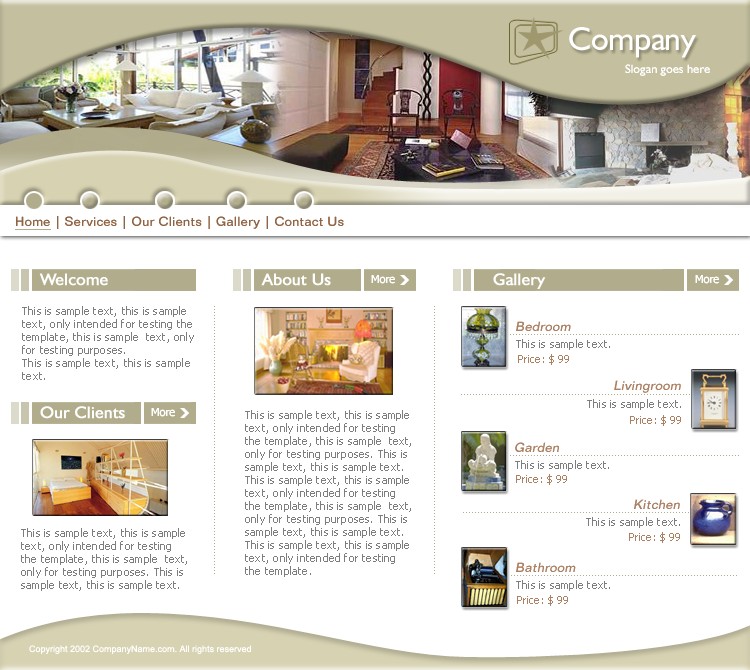 Company
Slogan goes here
Home | Services | Our Clients | Gallery | Contact Us
Welcome
This is sample text, this is sample
text, only intended for testing the
template, this is sample text, only
for testing purposes.
This is sample text, this is sample
text.
Our Clients
More
This is sample text, this is sample
text, only intended for testing
the template, this is sample text,
only for testing purposes. This is
sample text, this is sample text.
About Us
More
This is sample text, this is sample
text, only intended for testing
the template, this is sample text,
only for testing purposes. This is
sample text, this is sample text.
This is sample text, this is sample
text, only intended for testing
the template, this is sample text,
only for testing purposes. This is
sample text, this is sample text.
This is sample text, this is sample
text, only intended for testing
the template.
Gallery
More
Bedroom
This is sample text.
Price: $ 99
Livingroom
This is sample text.
Price: $ 99
Garden
This is sample text.
Price: $ 99
Kitchen
This is sample text.
Price: $ 99
Bathroom
This is sample text.
Price: $ 99
Copyright 2002 CompanyName.com. All rights reserved